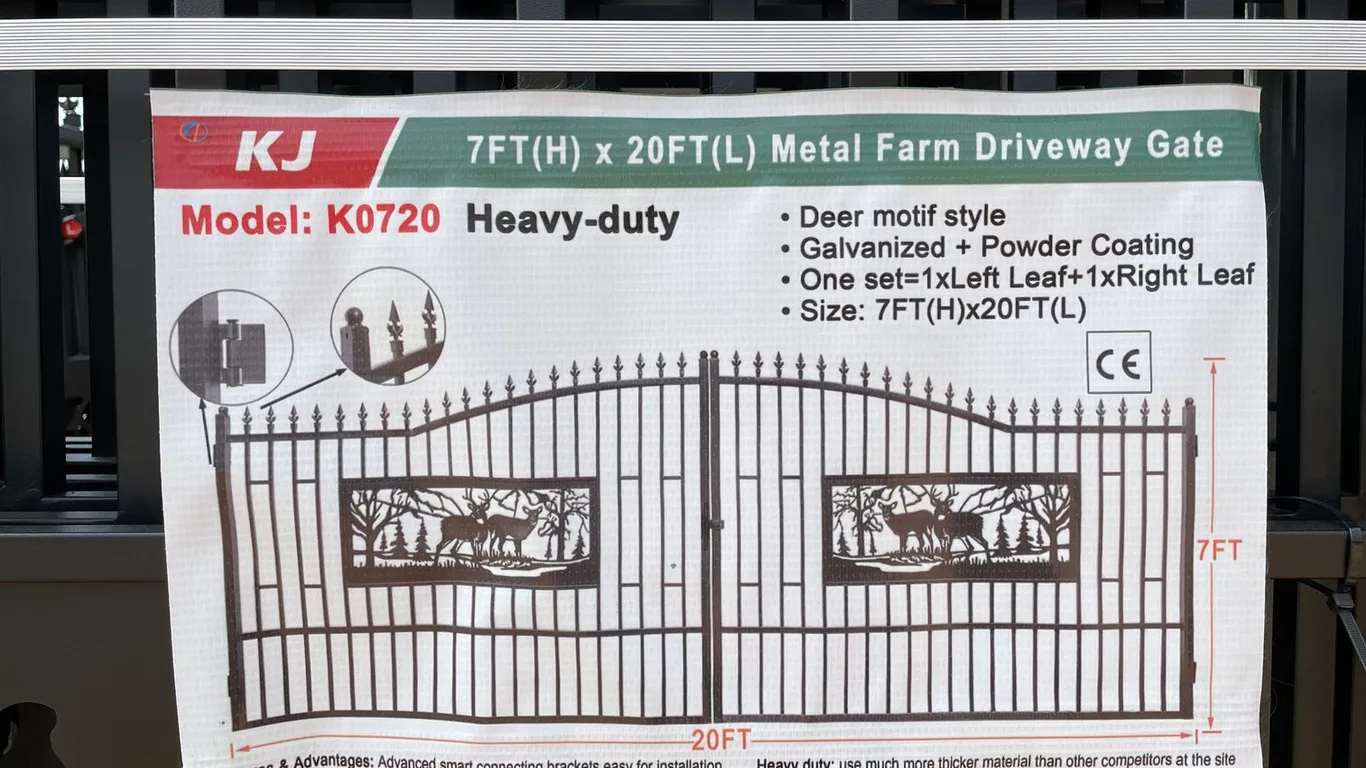 KJ 7FT(H) x 20FT(L) Metal Farm Driveway Gate
Model: K0720 Heavy-duty
• Deer motif style
• Galvanized + Powder Coating
• One set=1xLeft Leaf+1xRight Leaf
• Size: 7FT(H)x20FT(L)
CE
7FT
20FT
& Advantages: Advanced smart connecting brackets easy for installation
Heavy duty: use much more thicker material than other competitors at the site